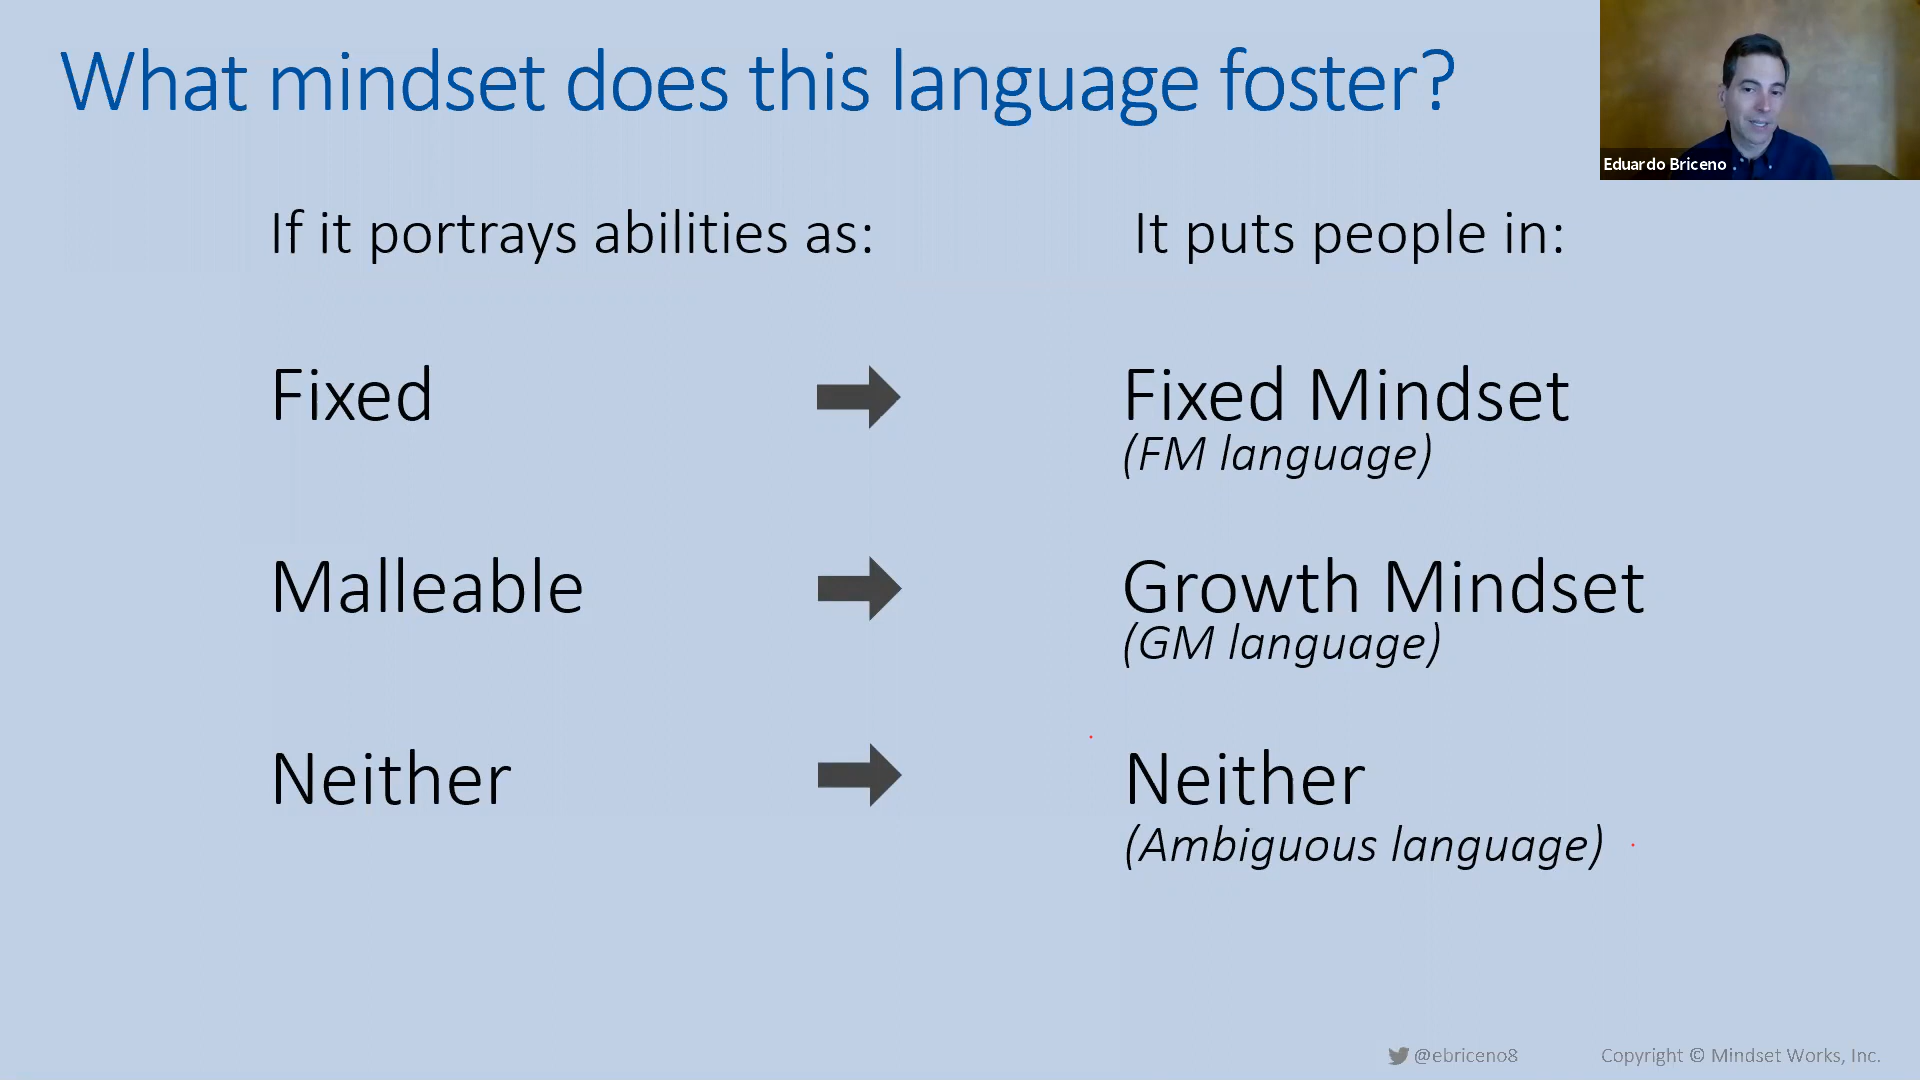 What mindset does this language foster?
Eduardo Briceno
If it portrays abilities as:
It puts people in:
Fixed
Fixed Mindset
(FM language)
Malleable
Growth Mindset
(GM language)
Neither
Neither
(Ambiguous language)
@ebriceno8
Copyright © Mindset Works, Inc.